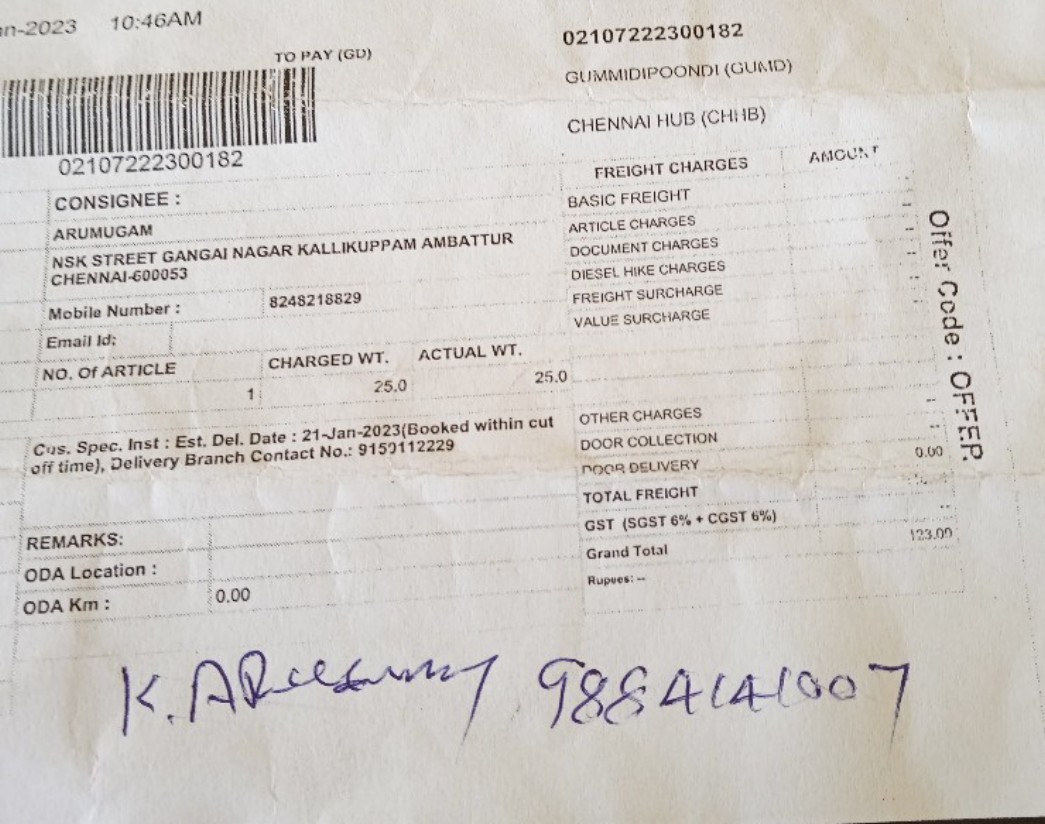 n-2023 10:46AM
TO PAY (GD)
02107222300182
02107222300182
GUMMIDIPOONDI (GUMD)
CHENNAI HUB (CHHB)
CONSIGNEE :
ARUMUGAM
NSK STREET GANGAI NAGAR KALLIKUPPAM AMBATTUR
CHENNAI-600053
Mobile Number : 8248218829
Email Id:
NO. Of ARTICLE CHARGED WT. ACTUAL WT.
1 25.0 25.0
Cus. Spec. Inst : Est. Del. Date : 21-Jan-2023(Booked within cut
off time), Delivery Branch Contact No.: 9150112229
REMARKS:
ODA Location :
ODA Km : 0.00
FREIGHT CHARGES AMOUNT
BASIC FREIGHT -
ARTICLE CHARGES -
DOCUMENT CHARGES
DIESEL HIKE CHARGES
FREIGHT SURCHARGE
VALUE SURCHARGE
OTHER CHARGES
DOOR COLLECTION
DOOR DELIVERY 0.00
TOTAL FREIGHT
GST (SGST 6% + CGST 6%)
Grand Total 123.00
Rupees: --
Offer Code : OFFER
K. 9884141007